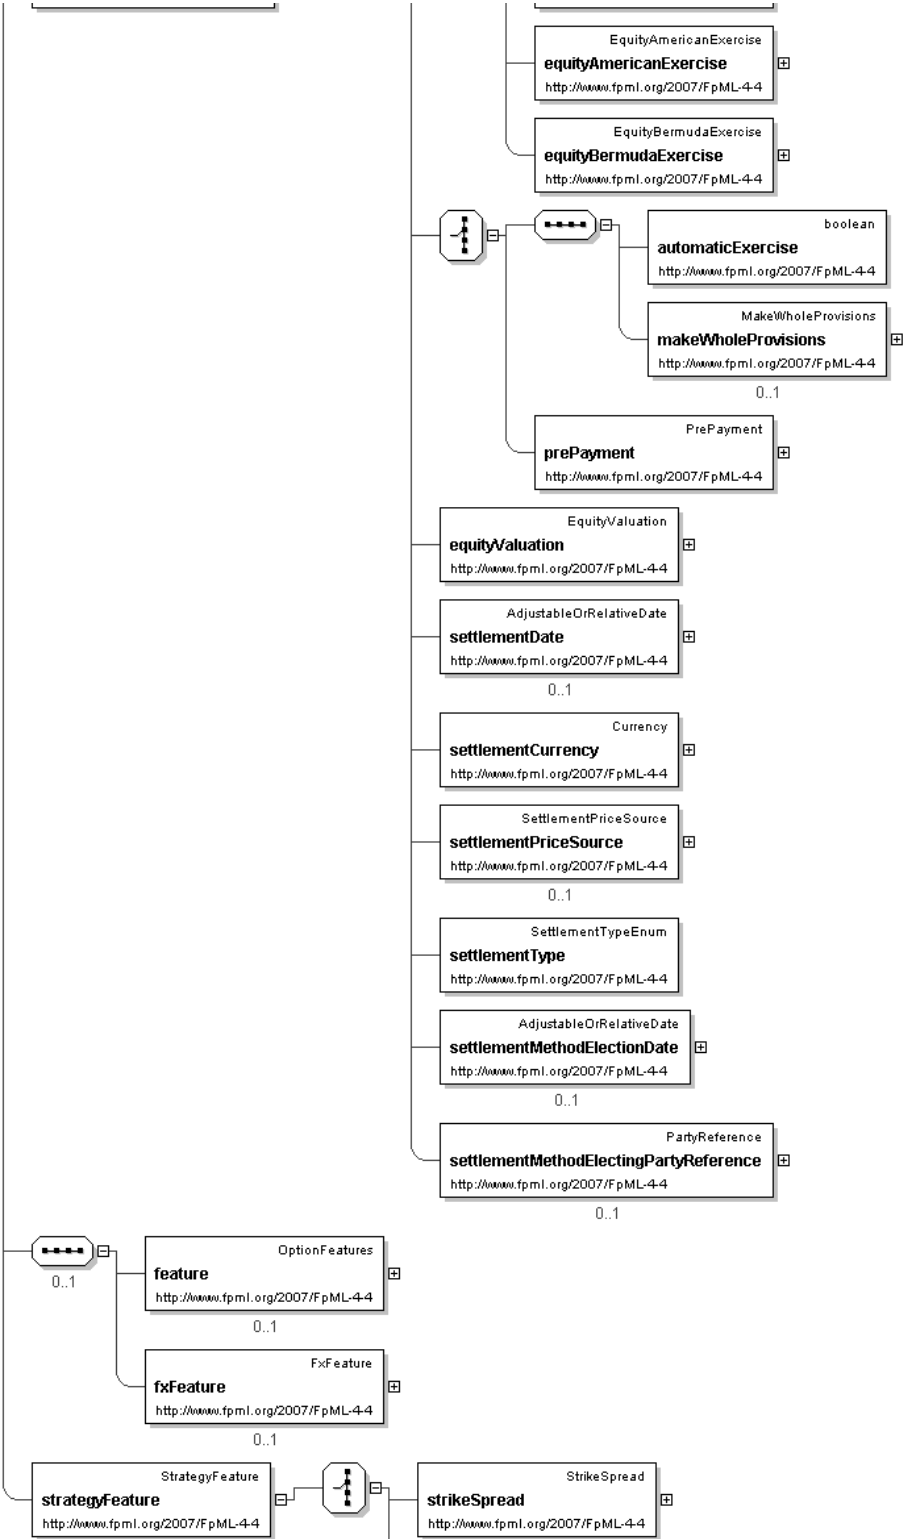 EquityAmericanExercise
equityAmericanExercise
http://www.fpml.org/2007/FpML-4-4
EquityBermudaExercise
equityBermudaExercise
http://www.fpml.org/2007/FpML-4-4
boolean
automaticExercise
http://www.fpml.org/2007/FpML-4-4
MakeWholeProvisions
makeWholeProvisions
http://www.fpml.org/2007/FpML-4-4
0..1
PrePayment
prePayment
http://www.fpml.org/2007/FpML-4-4
EquityValuation
equityValuation
http://www.fpml.org/2007/FpML-4-4
AdjustableOrRelativeDate
settlementDate
http://www.fpml.org/2007/FpML-4-4
0..1
Currency
settlementCurrency
http://www.fpml.org/2007/FpML-4-4
SettlementPriceSource
settlementPriceSource
http://www.fpml.org/2007/FpML-4-4
0..1
SettlementTypeEnum
settlementType
http://www.fpml.org/2007/FpML-4-4
AdjustableOrRelativeDate
settlementMethodElectionDate
http://www.fpml.org/2007/FpML-4-4
0..1
PartyReference
settlementMethodElectingPartyReference
http://www.fpml.org/2007/FpML-4-4
0..1
0..1
OptionFeatures
feature
http://www.fpml.org/2007/FpML-4-4
0..1
FxFeature
fxFeature
http://www.fpml.org/2007/FpML-4-4
0..1
StrategyFeature
strategyFeature
http://www.fpml.org/2007/FpML-4-4
StrikeSpread
strikeSpread
http://www.fpml.org/2007/FpML-4-4